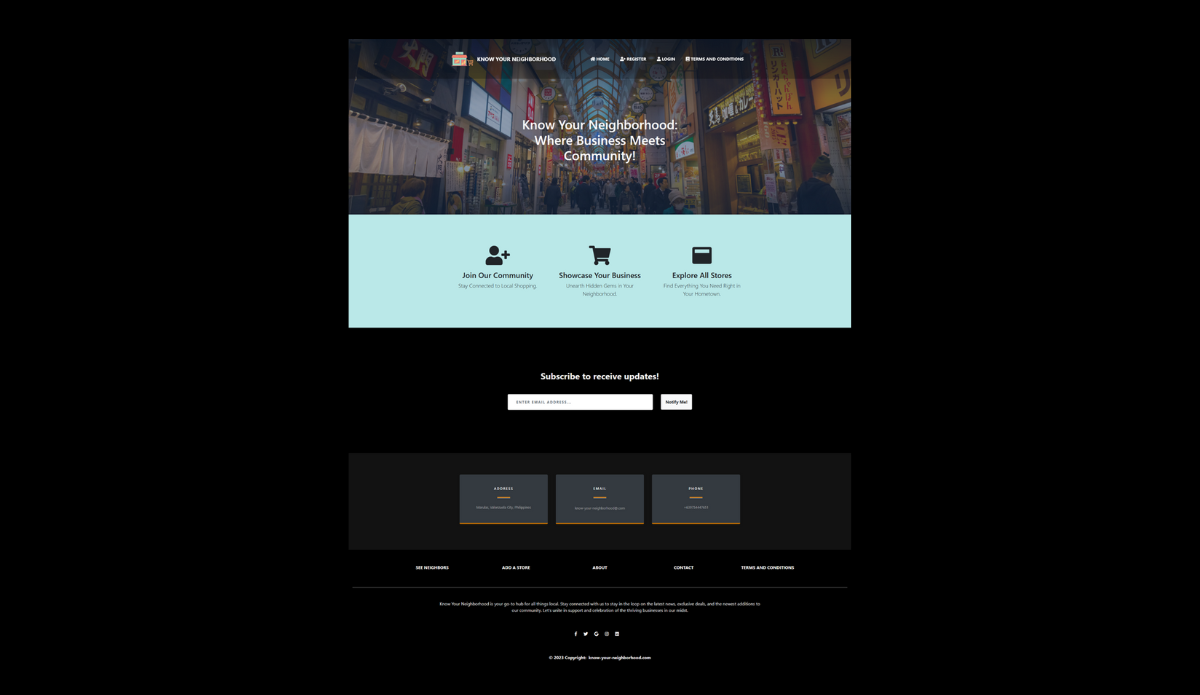 KNOW YOUR NEIGHBORHOOD
HOME
REGISTER
LOGIN
TERMS AND CONDITIONS
Know Your Neighborhood:
Where Business Meets
Community!
Join Our Community
Stay Connected to Local Shopping.
Showcase Your Business
Unearth Hidden Gems in Your
Neighborhood.
Explore All Stores
Find Everything You Need Right in
Your Hometown.
Subscribe to receive updates!
ENTER EMAIL ADDRESS...
Notify Me!
ADDRESS
EMAIL
PHONE
SEE NEIGHBORS
ADD A STORE
ABOUT
CONTACT
TERMS AND CONDITIONS
Know Your Neighborhood is your go-to hub for all things local. Stay connected with us to stay in the loop on the latest news, exclusive deals, and the newest additions to
our community. Let's unite in support and celebration of the thriving businesses in our midst.
© 2023 Copyright: know-your-neighborhood.com